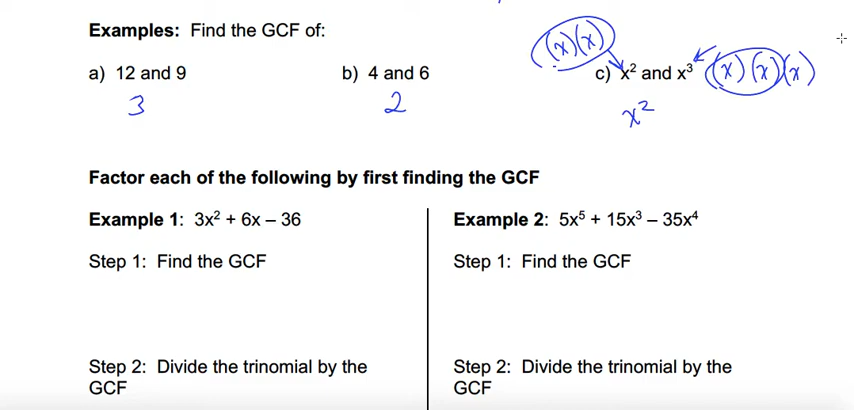 Examples: Find the GCF of:
(x)(x)
a) 12 and 9
b) 4 and 6
c) x² and x³
(x)(x)(x)
3
2
x²
Factor each of the following by first finding the GCF
Example 1: 3x² + 6x – 36
Step 1: Find the GCF
Step 2: Divide the trinomial by the
GCF
Example 2: 5x⁵ + 15x³ – 35x⁴
Step 1: Find the GCF
Step 2: Divide the trinomial by the
GCF